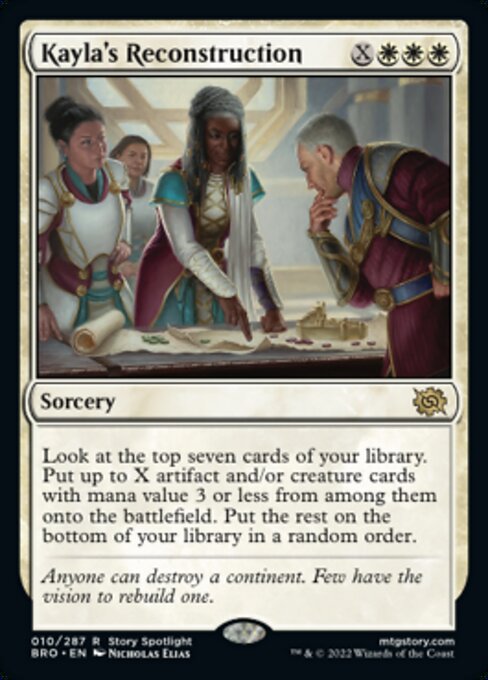 Kayla's Reconstruction X
Sorcery
Look at the top seven cards of your library.
Put up to X artifact and/or creature cards
with mana value 3 or less from among them
onto the battlefield. Put the rest on the
bottom of your library in a random order.
Anyone can destroy a continent. Few have the
vision to rebuild one.
010/287 R Story Spotlight mtgstory.com
BRO • EN Nicholas Elias ™ & © 2022 Wizards of the Coast